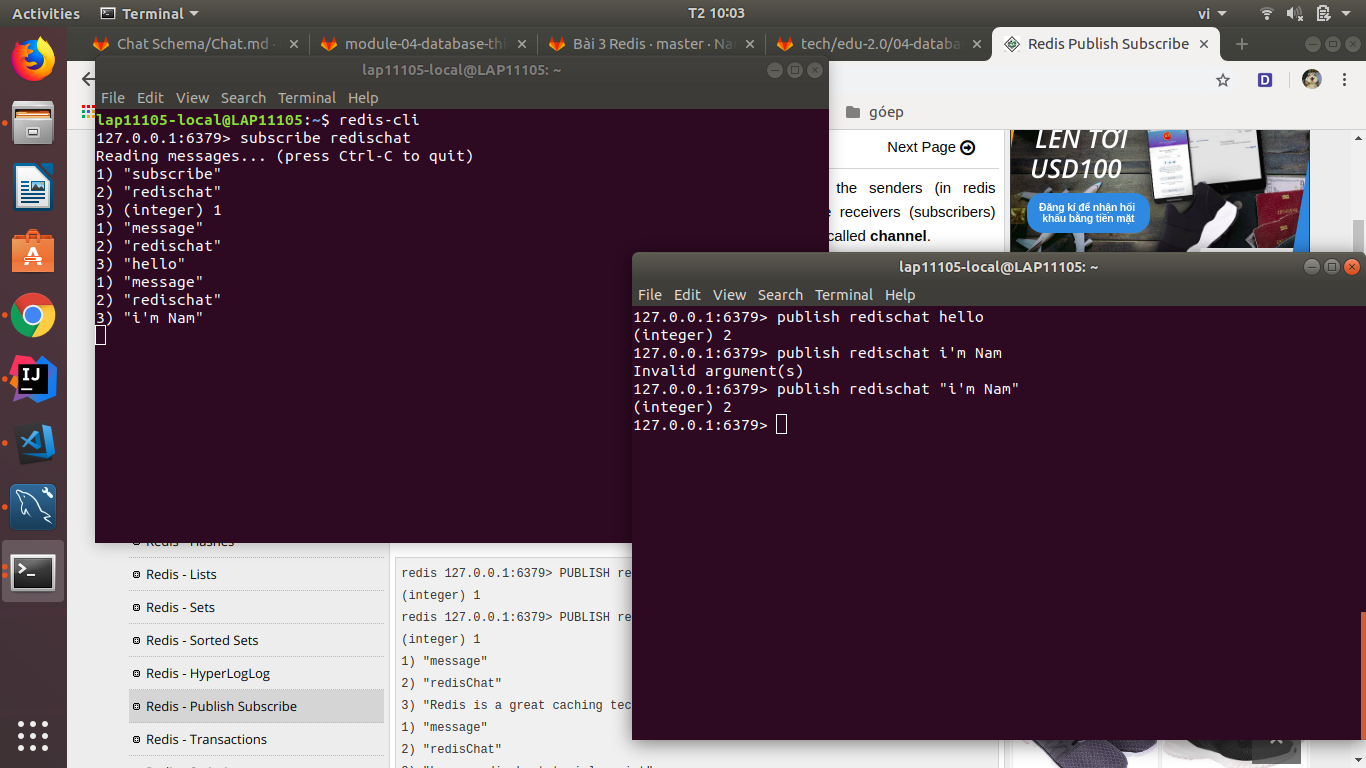 Activities
Terminal
T2 10:03
vi
Chat Schema/Chat.md ·
module-04-database-thi
Bài 3 Redis · master · Na
tech/edu-2.0/04-databa
Redis Publish Subscribe
góep
lap11105-local@LAP11105: ~
File Edit View Search Terminal Help
lap11105-local@LAP11105:~$ redis-cli
127.0.0.1:6379> subscribe redischat
Reading messages... (press Ctrl-C to quit)
1) "subscribe"
2) "redischat"
3) (integer) 1
1) "message"
2) "redischat"
3) "hello"
1) "message"
2) "redischat"
3) "i'm Nam"
Next Page
the senders (in redis
receivers (subscribers)
called channel.
LÊN TỚI
USD100
Đăng kí để nhận hối
khấu bằng tiền mặt
lap11105-local@LAP11105: ~
File Edit View Search Terminal Help
127.0.0.1:6379> publish redischat hello
(integer) 2
127.0.0.1:6379> publish redischat i'm Nam
Invalid argument(s)
127.0.0.1:6379> publish redischat "i'm Nam"
(integer) 2
127.0.0.1:6379>
Redis - Hashes
Redis - Lists
Redis - Sets
Redis - Sorted Sets
Redis - HyperLogLog
Redis - Publish Subscribe
Redis - Transactions
redis 127.0.0.1:6379> PUBLISH re
(integer) 1
redis 127.0.0.1:6379> PUBLISH re
(integer) 1
1) "message"
2) "redisChat"
3) "Redis is a great caching tec
1) "message"
2) "redisChat"